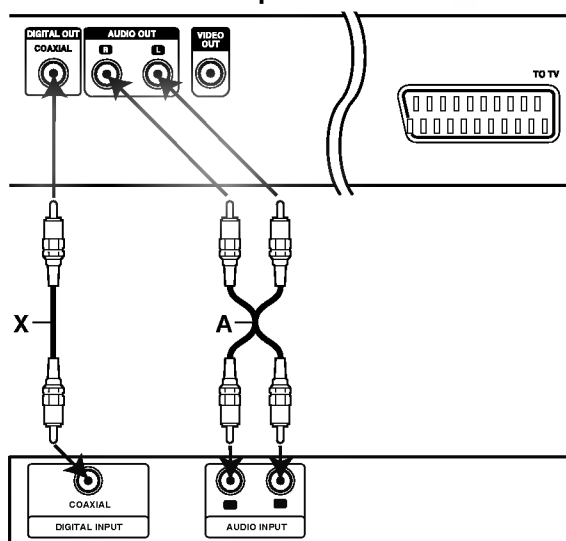 DIGITAL OUT
COAXIAL
AUDIO OUT
R
L
VIDEO
OUT
TO TV
X
A
COAXIAL
DIGITAL INPUT
AUDIO INPUT